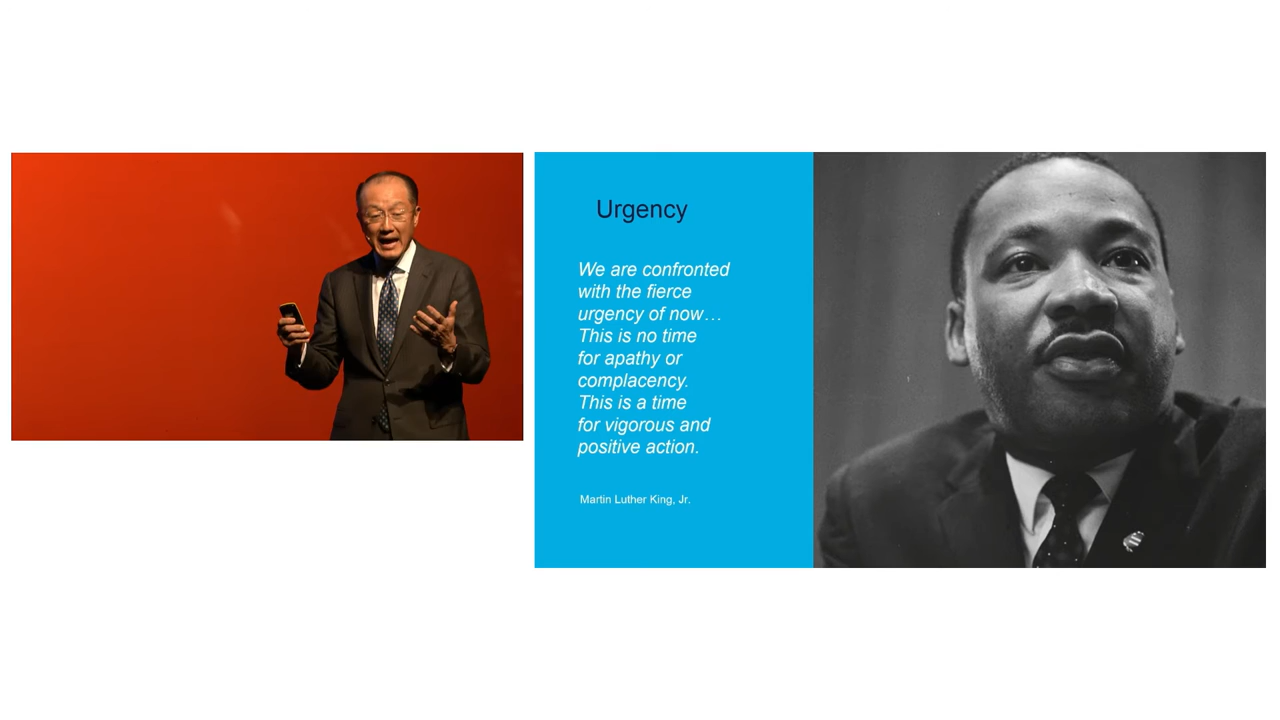 Urgency
We are confronted
with the fierce
urgency of now…
This is no time
for apathy or
complacency.
This is a time
for vigorous and
positive action.
Martin Luther King, Jr.